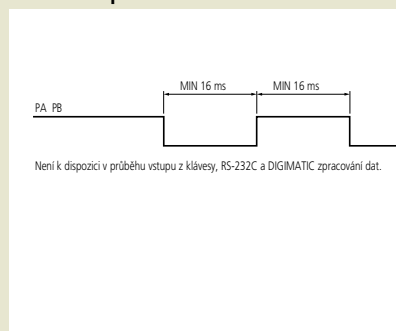 MIN 16 ms MIN 16 ms
PA PB
Není k dispozici v průběhu vstupu z klávesy, RS-232C a DIGIMATIC zpracování dat.